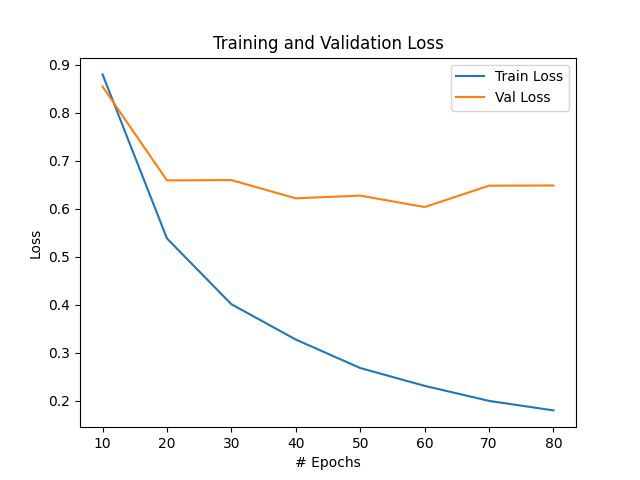 Training and Validation Loss
Train Loss
Val Loss
0.9
0.8
0.7
0.6
0.5
0.4
0.3
0.2
Loss
10 20 30 40 50 60 70 80
# Epochs